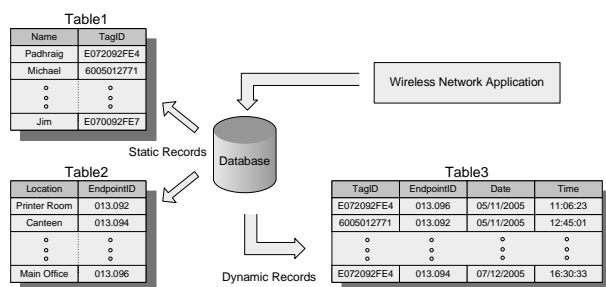 Table1
Name TagID
Padhraig E072092FE4
Michael 6005012771
Jim E070092FE7
Wireless Network Application
Static Records
Database
Table2
Location EndpointID
Printer Room 013.092
Canteen 013.094
Main Office 013.096
Dynamic Records
Table3
TagID EndpointID Date Time
E072092FE4 013.096 05/11/2005 11:06:23
6005012771 013.092 05/11/2005 12:45:01
E072092FE4 013.094 07/12/2005 16:30:33